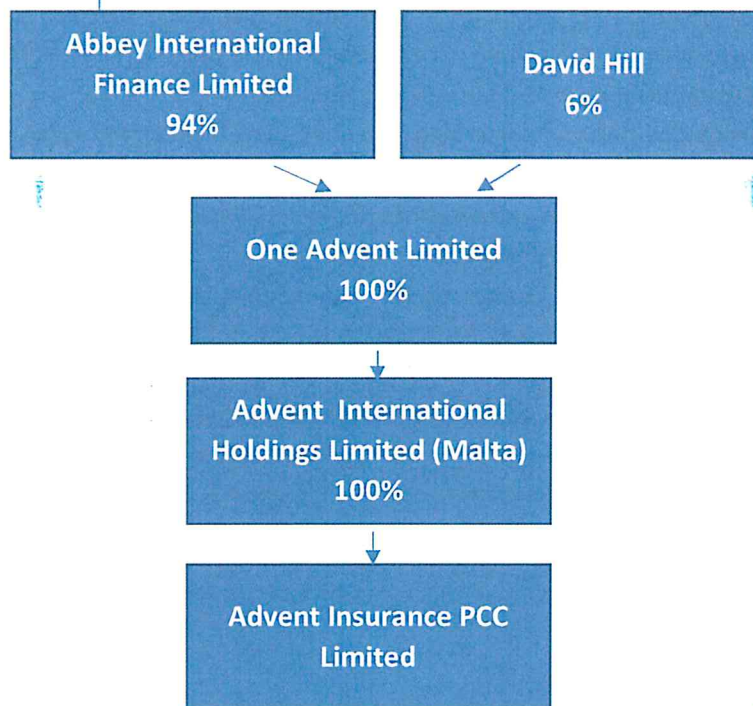 Abbey International
Finance Limited
94%
David Hill
6%
One Advent Limited
100%
Advent International
Holdings Limited (Malta)
100%
Advent Insurance PCC
Limited